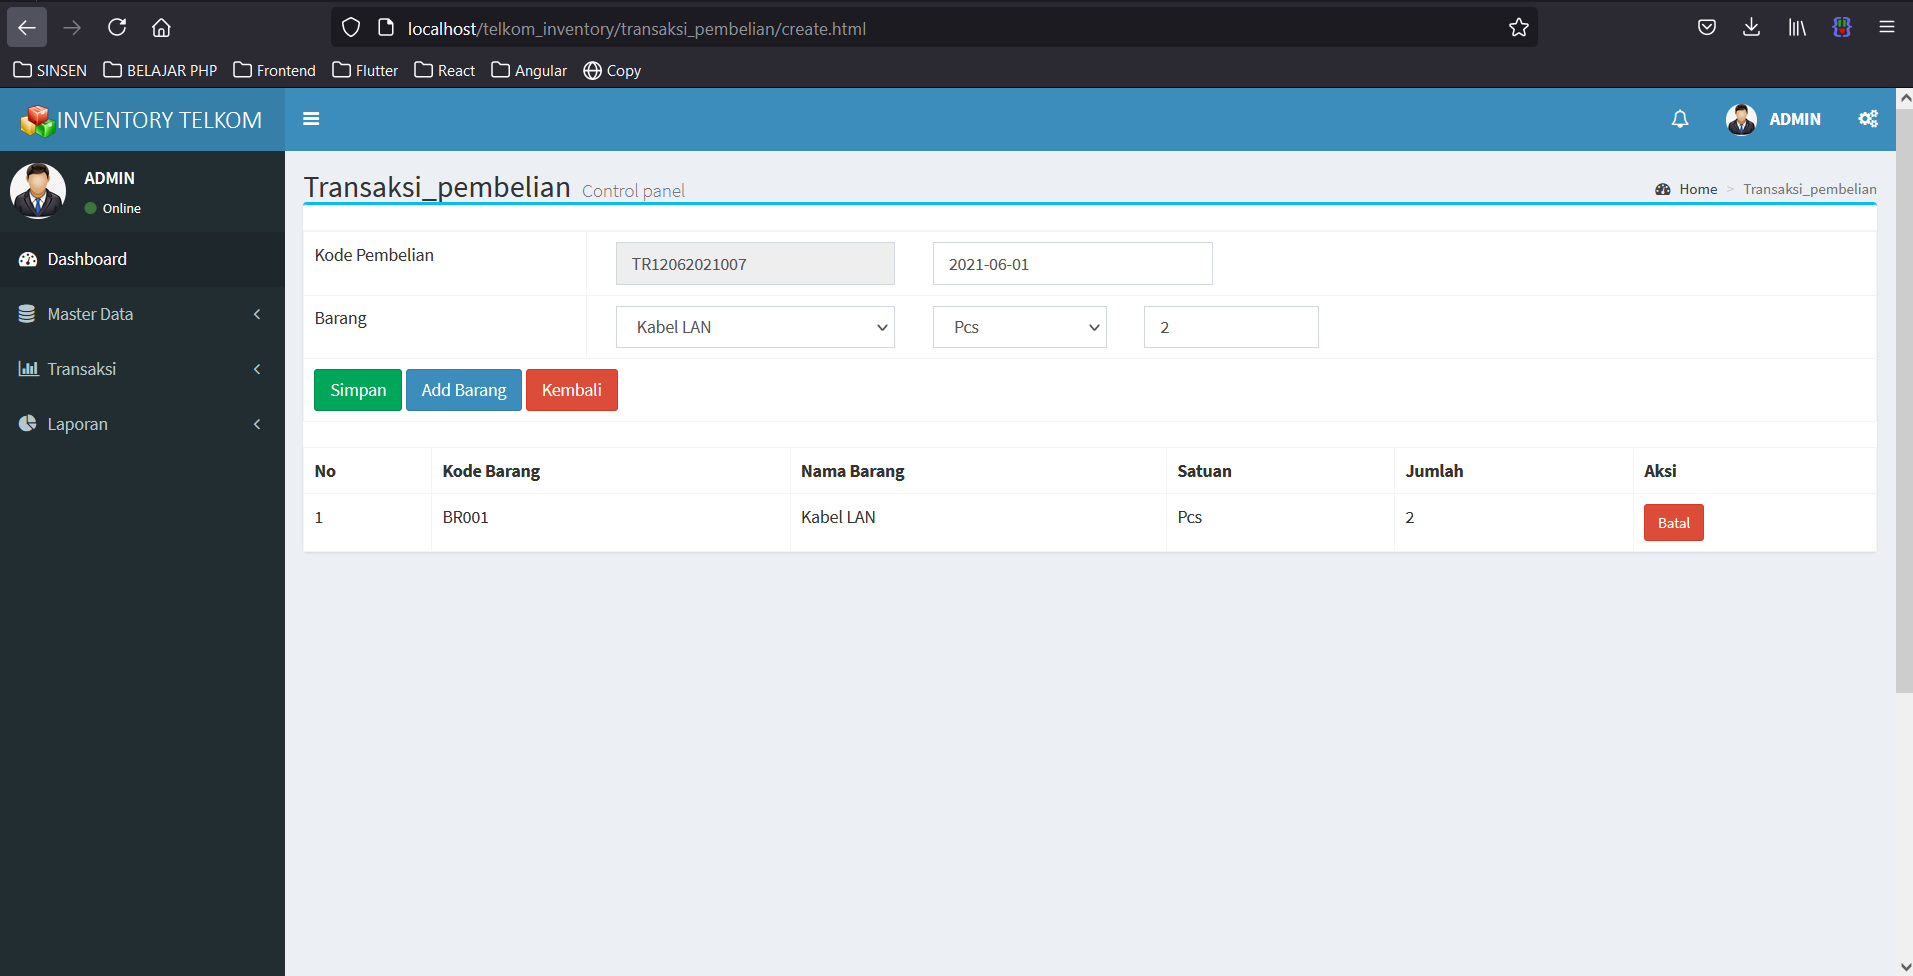 localhost/telkom_inventory/transaksi_pembelian/create.html
SINSEN BELAJAR PHP Frontend Flutter React Angular Copy
INVENTORY TELKOM
ADMIN
ADMIN
Online
Dashboard
Master Data
Transaksi
Laporan
Transaksi_pembelian Control panel
Home > Transaksi_pembelian
Kode Pembelian TR12062021007 2021-06-01
Barang Kabel LAN Pcs 2
Simpan Add Barang Kembali
No Kode Barang Nama Barang Satuan Jumlah Aksi
1 BR001 Kabel LAN Pcs 2 Batal